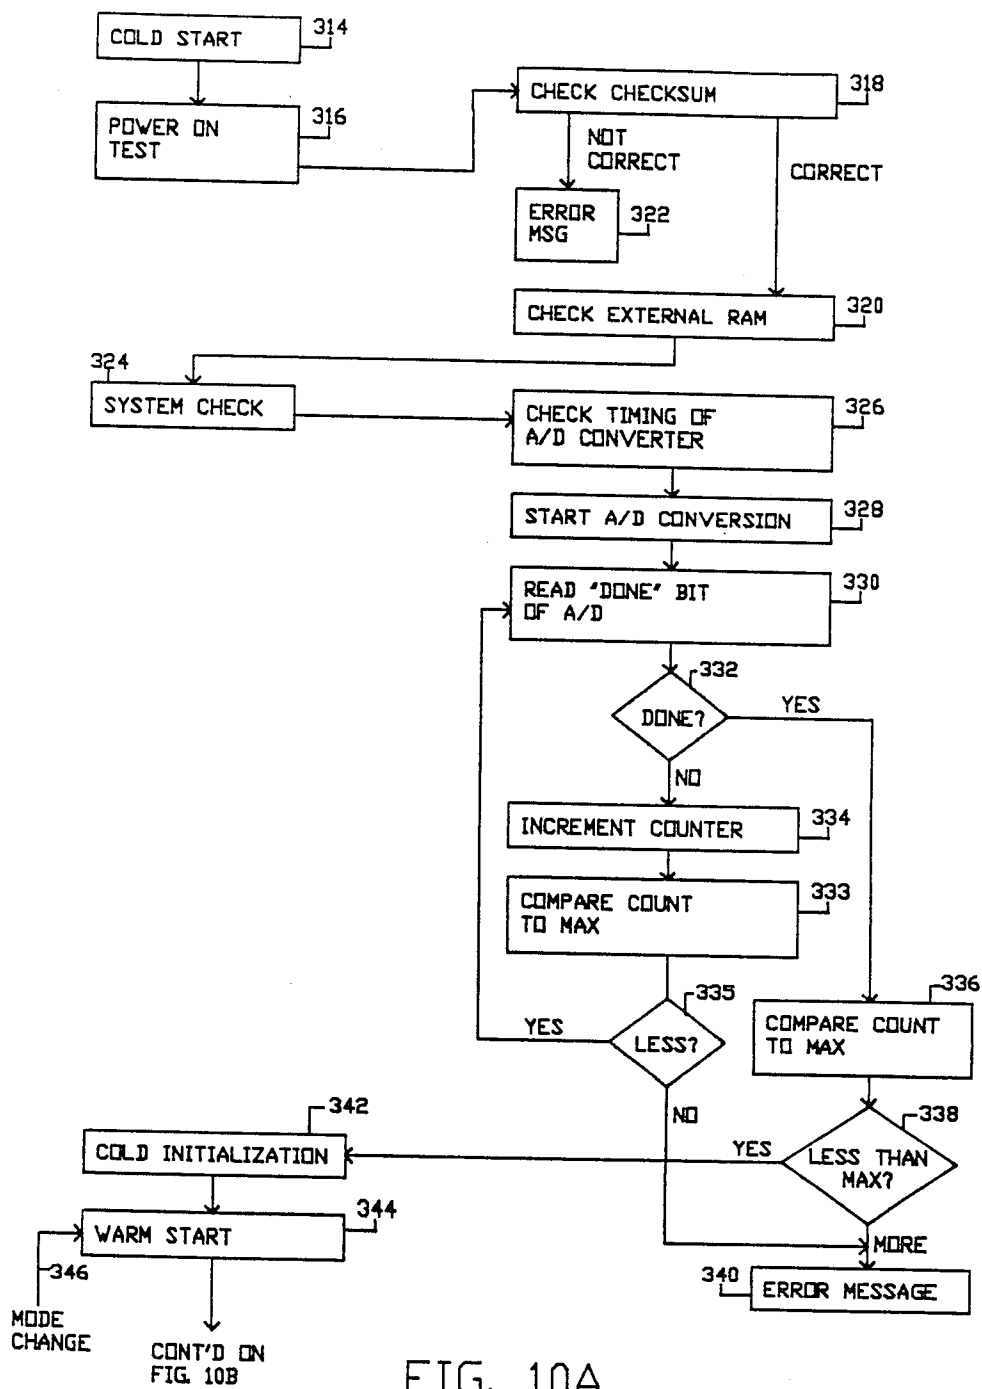 COLD START
314
POWER ON
TEST
316
CHECK CHECKSUM
318
NOT
CORRECT
CORRECT
ERROR
MSG
322
CHECK EXTERNAL RAM
320
324
SYSTEM CHECK
CHECK TIMING OF
A/D CONVERTER
326
START A/D CONVERSION
328
READ "DONE" BIT
OF A/D
330
332
DONE?
YES
NO
INCREMENT COUNTER
334
COMPARE COUNT
TO MAX
333
335
LESS?
YES
NO
336
COMPARE COUNT
TO MAX
338
LESS THAN
MAX?
YES
MORE
340
ERROR MESSAGE
342
COLD INITIALIZATION
344
WARM START
346
MODE
CHANGE
CONT'D ON
FIG. 10B
FIG. 10A